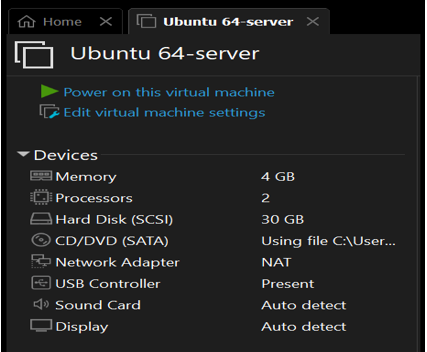 Home
Ubuntu 64-server
Ubuntu 64-server
Power on this virtual machine
Edit virtual machine settings
Devices
Memory 4 GB
Processors 2
Hard Disk (SCSI) 30 GB
CD/DVD (SATA) Using file C:\User...
Network Adapter NAT
USB Controller Present
Sound Card Auto detect
Display Auto detect